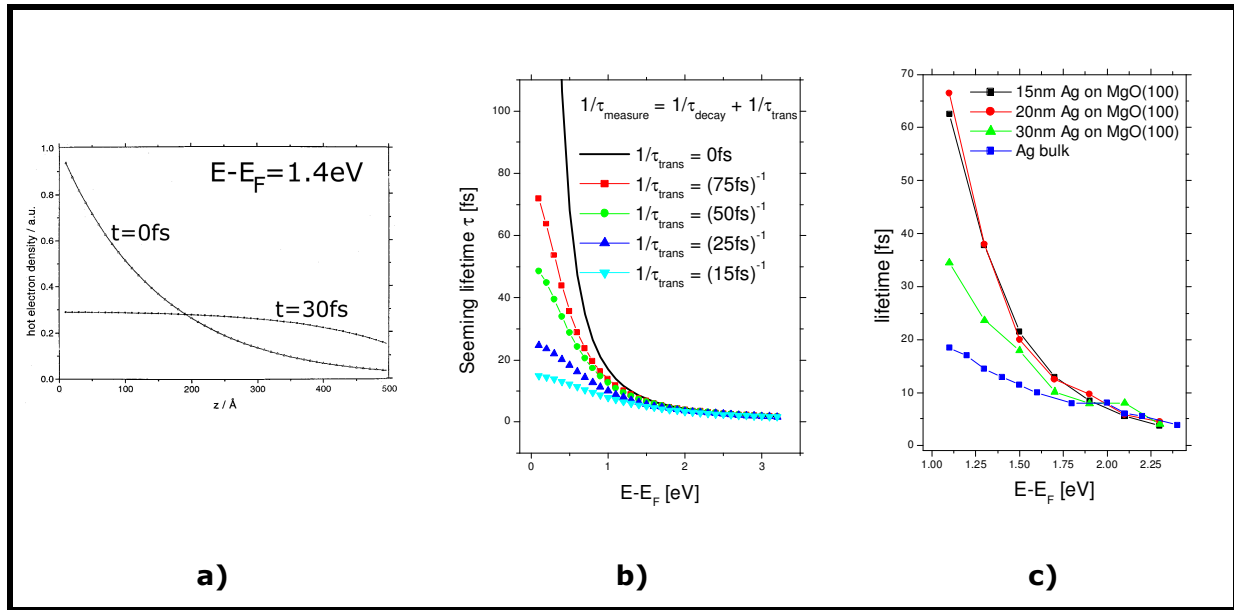 E-E_F=1.4eV
t=0fs
t=30fs
hot electron density / a.u.
1.0
0.8
0.6
0.4
0.2
0.0
0
100
200
300
400
500
z / Å
a)
1/τ_measure = 1/τ_decay + 1/τ_trans
1/τ_trans = 0fs
1/τ_trans = (75fs)^-1
1/τ_trans = (50fs)^-1
1/τ_trans = (25fs)^-1
1/τ_trans = (15fs)^-1
Seeming lifetime τ [fs]
100
80
60
40
20
0
0
1
2
3
E-E_F [eV]
b)
15nm Ag on MgO(100)
20nm Ag on MgO(100)
30nm Ag on MgO(100)
Ag bulk
lifetime [fs]
70
60
50
40
30
20
10
0
1.00
1.25
1.50
1.75
2.00
2.25
E-E_F [eV]
c)